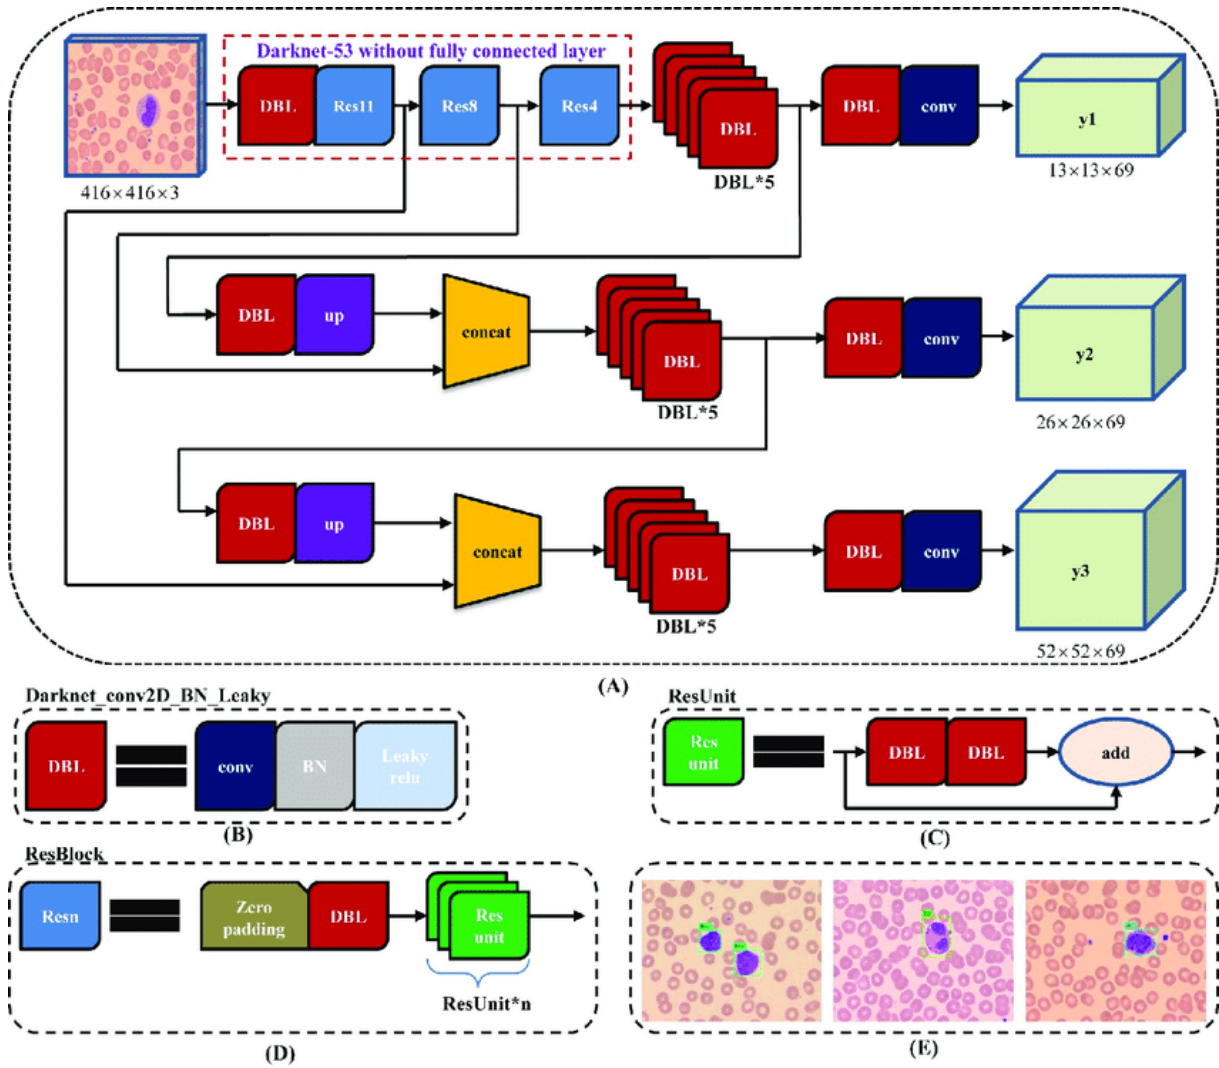 Darknet-53 without fully connected layer
DBL Res11 Res8 Res4 DBL DBL conv y1
416×416×3
DBL*5
13×13×69
DBL up concat DBL DBL conv y2
DBL*5
26×26×69
DBL up concat DBL DBL conv y3
DBL*5
52×52×69
(A)
Darknet_conv2D_BN_Leaky
DBL conv BN Leaky
relu
(B)
ResUnit
Res
unit
DBL DBL add
(C)
ResBlock
Resn Zero
padding
DBL Res
unit
ResUnit*n
(D)
(E)